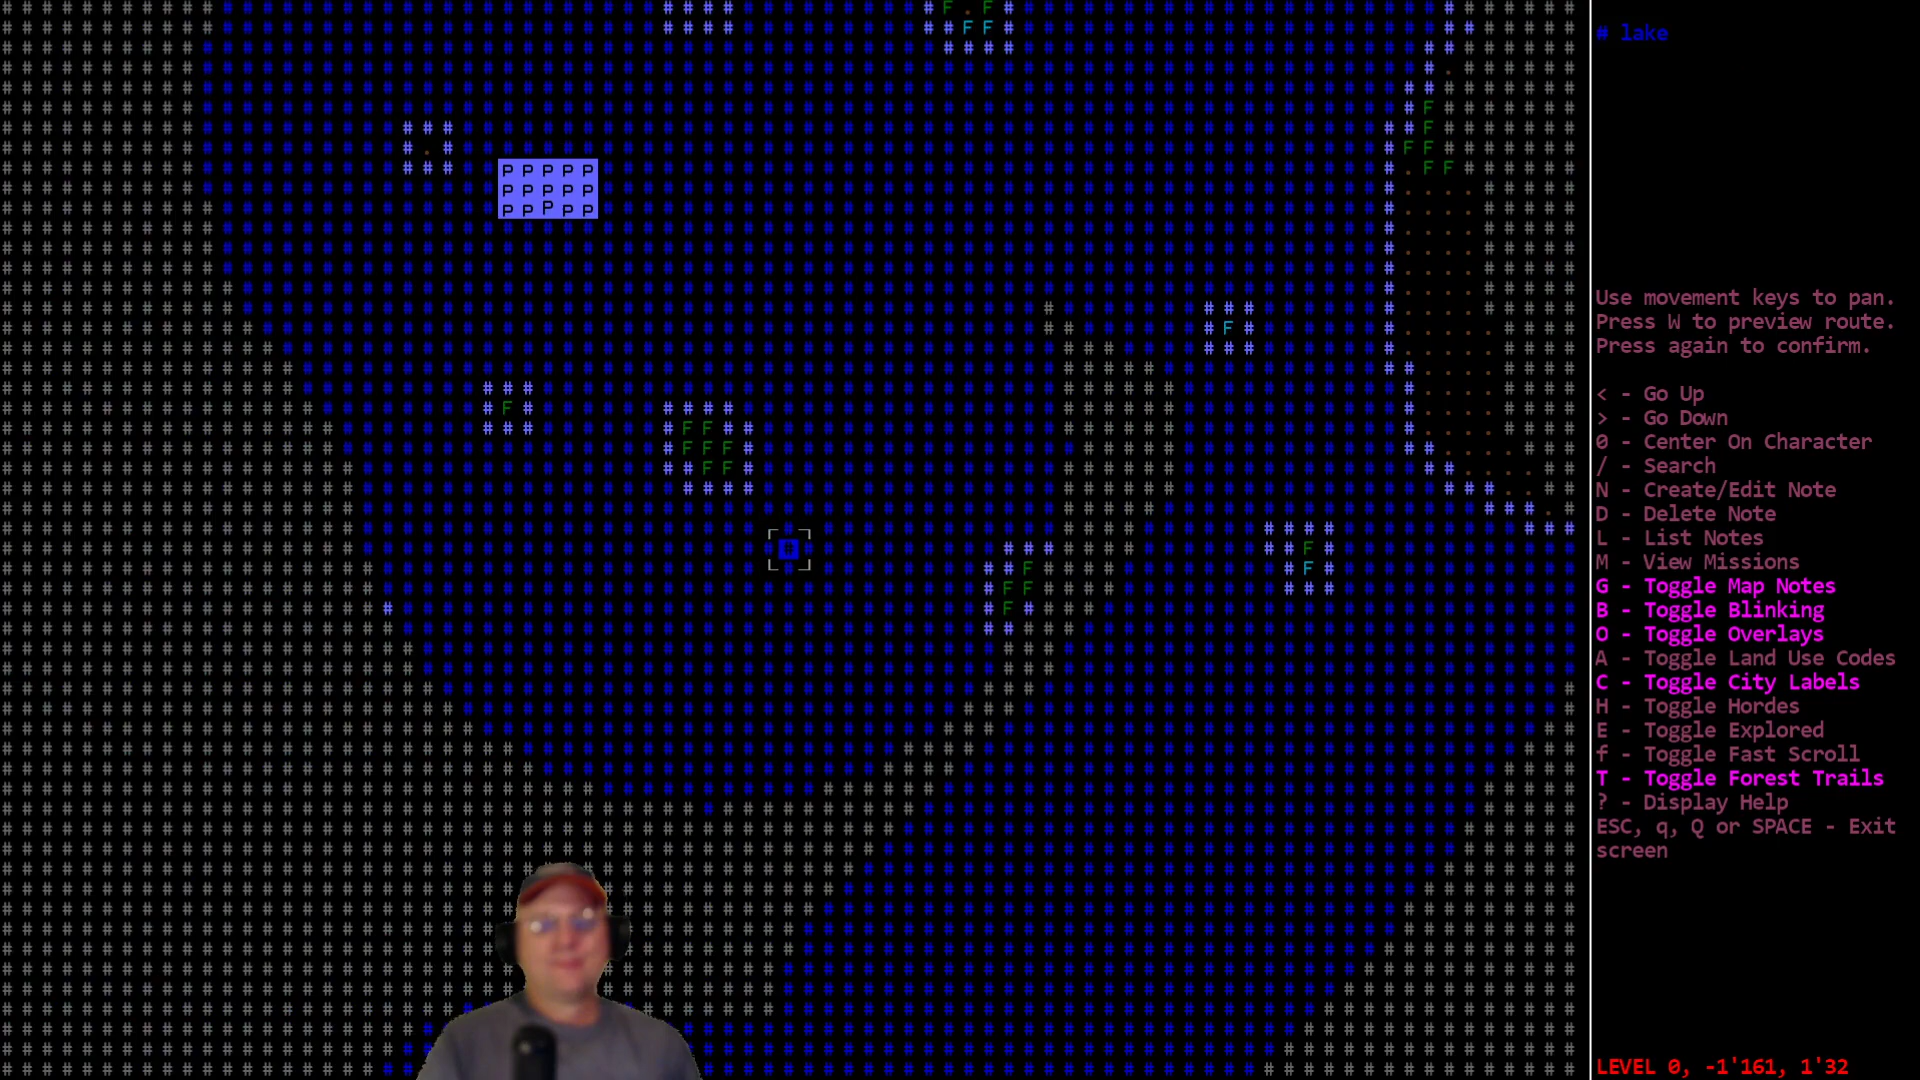 # lake
P P P P P
P P P P P
P P P P P
Use movement keys to pan.
Press W to preview route.
Press again to confirm.
< - Go Up
> - Go Down
0 - Center On Character
/ - Search
N - Create/Edit Note
D - Delete Note
L - List Notes
M - View Missions
G - Toggle Map Notes
B - Toggle Blinking
O - Toggle Overlays
A - Toggle Land Use Codes
C - Toggle City Labels
H - Toggle Hordes
E - Toggle Explored
f - Toggle Fast Scroll
T - Toggle Forest Trails
? - Display Help
ESC, q, Q or SPACE - Exit
screen
LEVEL 0, -1'161, 1'32